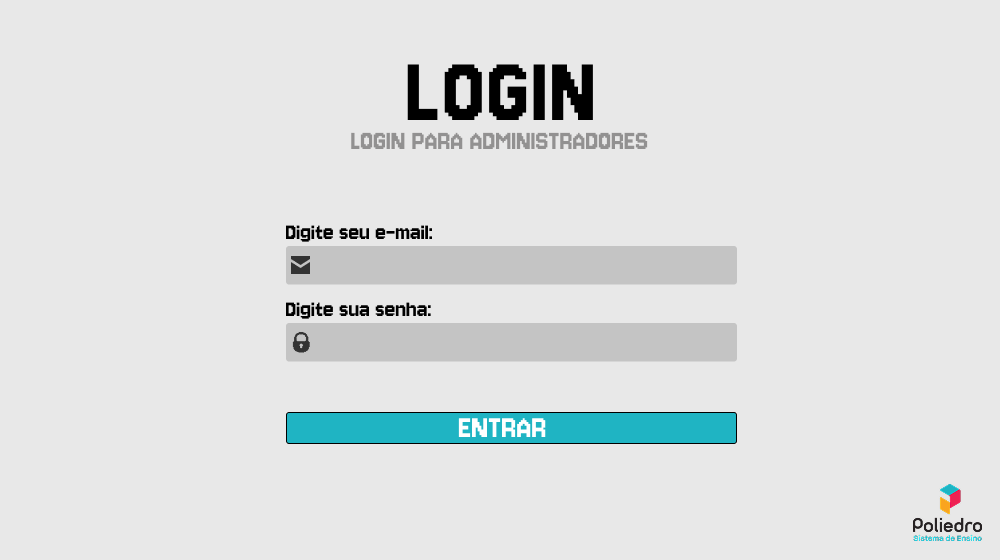 LOGIN
LOGIN PARA ADMINISTRADORES
Digite seu e-mail:
Digite sua senha:
ENTRAR
Poliedro
Sistema de Ensino